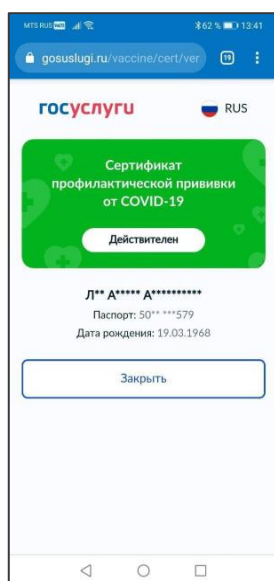 MTS RUS 62 % 13:41
gosuslugi.ru/vaccine/cert/ver 19
госуслуги RUS
Сертификат
профилактической прививки
от COVID-19
Действителен
Л** А***** А**********
Паспорт: 50** ***579
Дата рождения: 19.03.1968
Закрыть